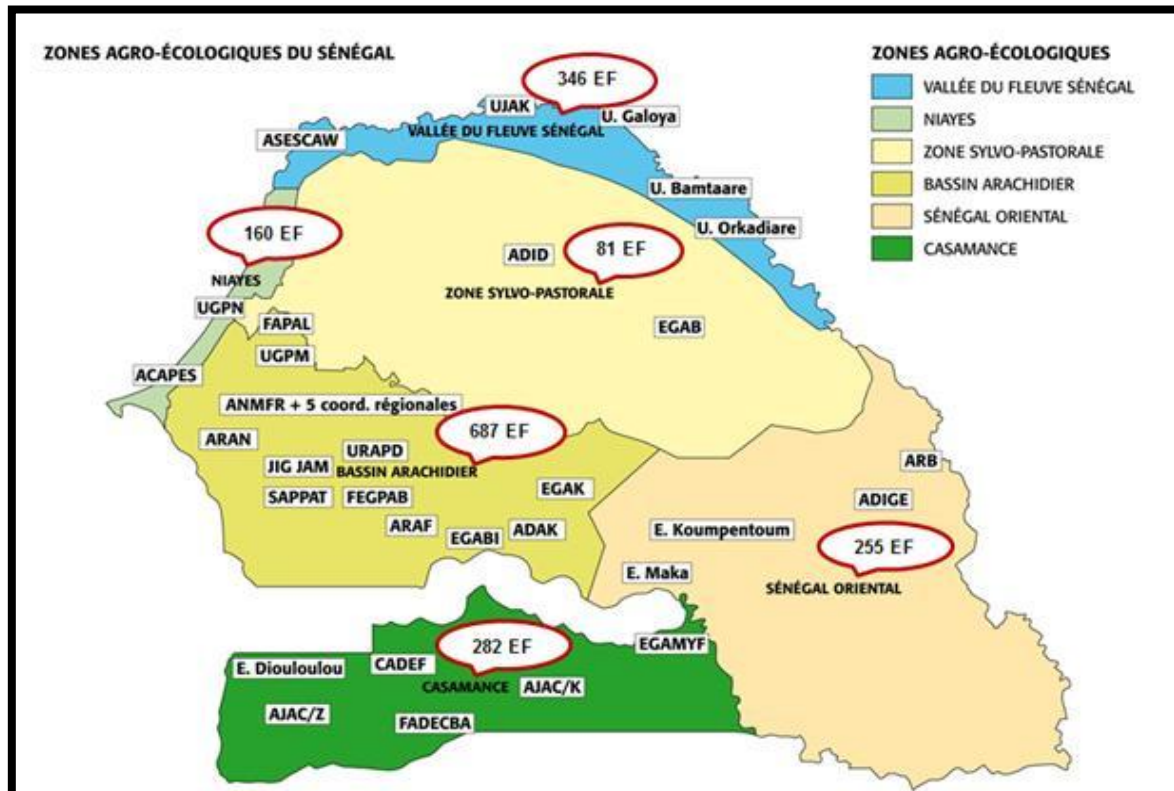 ZONES AGRO-ÉCOLOGIQUES DU SÉNÉGAL
ZONES AGRO-ÉCOLOGIQUES
VALLÉE DU FLEUVE SÉNÉGAL
NIAYES
ZONE SYLVO-PASTORALE
BASSIN ARACHIDIER
SÉNÉGAL ORIENTAL
CASAMANCE
346 EF
UJAK
U. Galoya
VALLÉE DU FLEUVE SÉNÉGAL
ASESCAW
U. Bamtaare
U. Orkadiare
160 EF
NIAYES
ADID
81 EF
ZONE SYLVO-PASTORALE
UGPN
FAPAL
EGAB
UGPM
ACAPES
ANMFR + 5 coord. régionales
687 EF
ARAN
URAPD
JIG JAM
BASSIN ARACHIDIER
SAPPAT
FEGPAB
EGAK
ARAF
EGABI
ADAK
ARB
ADIGE
E. Koumpentoum
255 EF
E. Maka
SÉNÉGAL ORIENTAL
282 EF
EGAMYF
E. Diouloulou
CADEF
CASAMANCE
AJAC/K
AJAC/Z
FADECBA